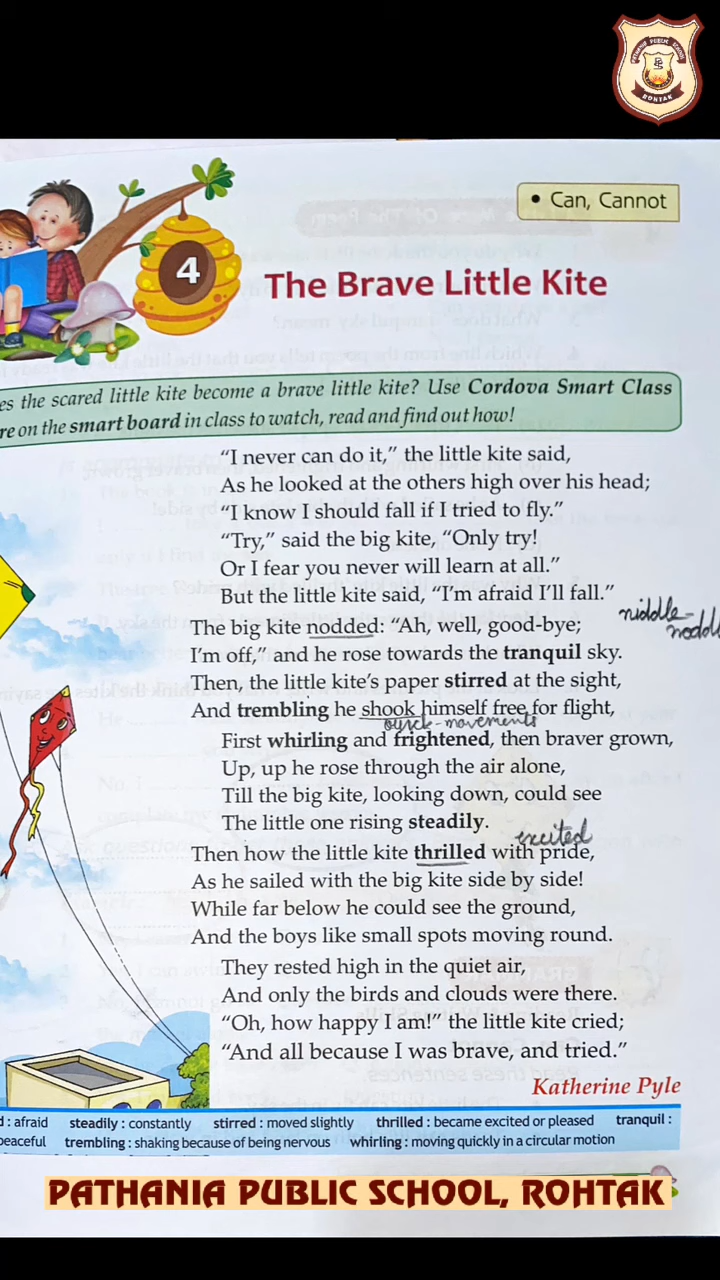 PATHANIA PUBLIC SCHOOL
ROHTAK
• Can, Cannot
4
The Brave Little Kite
es the scared little kite become a brave little kite? Use Cordova Smart Class
re on the smart board in class to watch, read and find out how!
“I never can do it,” the little kite said,
As he looked at the others high over his head;
“I know I should fall if I tried to fly.”
“Try,” said the big kite, “Only try!
Or I fear you never will learn at all.”
But the little kite said, “I’m afraid I’ll fall.”
niddle-
noddl
The big kite nodded: “Ah, well, good-bye;
I’m off,” and he rose towards the tranquil sky.
Then, the little kite’s paper stirred at the sight,
And trembling he shook himself free for flight,
movements
First whirling and frightened, then braver grown,
Up, up he rose through the air alone,
Till the big kite, looking down, could see
The little one rising steadily.
excited
Then how the little kite thrilled with pride,
As he sailed with the big kite side by side!
While far below he could see the ground,
And the boys like small spots moving round.
They rested high in the quiet air,
And only the birds and clouds were there.
“Oh, how happy I am!” the little kite cried;
“And all because I was brave, and tried.”
Katherine Pyle
d : afraid steadily : constantly stirred : moved slightly thrilled : became excited or pleased tranquil :
peaceful trembling : shaking because of being nervous whirling : moving quickly in a circular motion
PATHANIA PUBLIC SCHOOL, ROHTAK